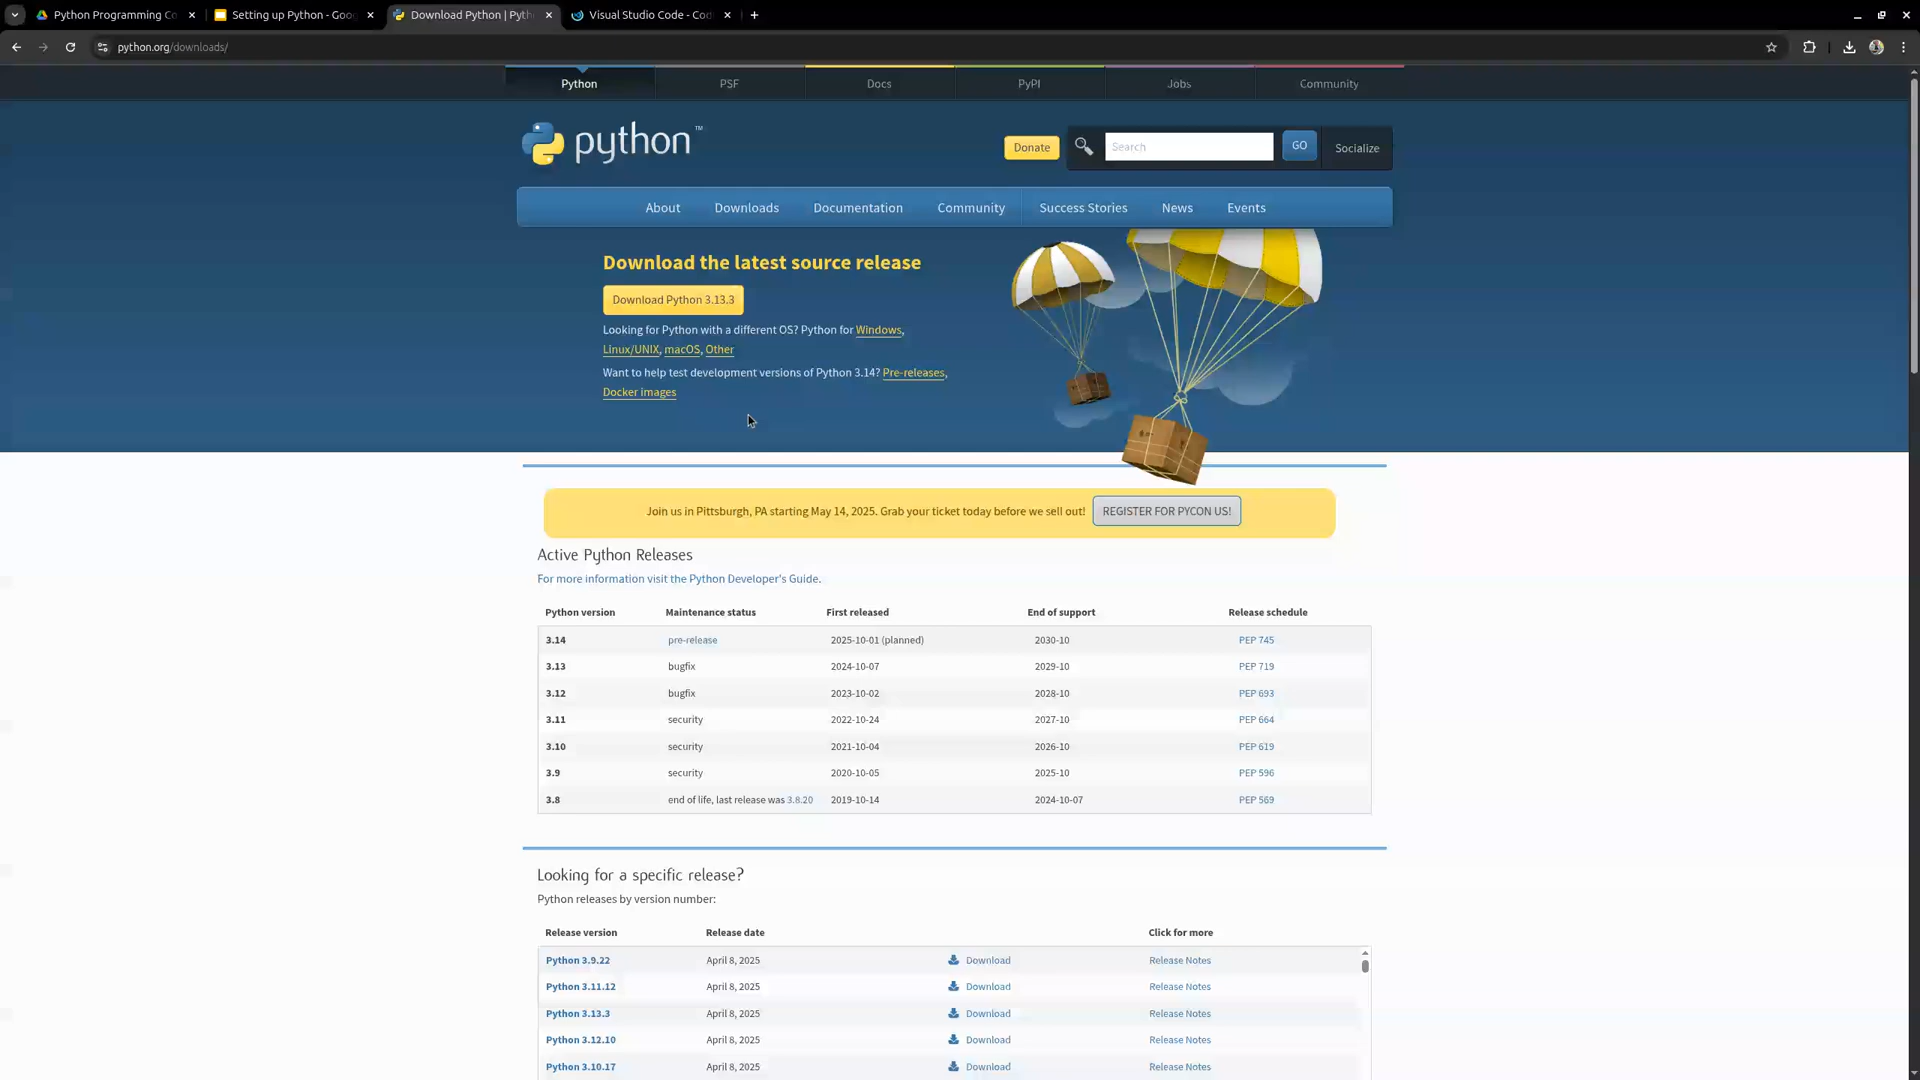 Python Programming Co
Setting up Python - Goo
Download Python | Pyth
Visual Studio Code - Cod
python.org/downloads/
Python
PSF
Docs
PyPI
Jobs
Community
python™
Donate
Search
GO
Socialize
About
Downloads
Documentation
Community
Success Stories
News
Events
Download the latest source release
Download Python 3.13.3
Looking for Python with a different OS? Python for Windows,
Linux/UNIX, macOS, Other
Want to help test development versions of Python 3.14? Pre-releases,
Docker images
Join us in Pittsburgh, PA starting May 14, 2025. Grab your ticket today before we sell out! REGISTER FOR PYCON US!
Active Python Releases
For more information visit the Python Developer's Guide.
Python version Maintenance status First released End of support Release schedule
3.14 pre-release 2025-10-01 (planned) 2030-10 PEP 745
3.13 bugfix 2024-10-07 2029-10 PEP 719
3.12 bugfix 2023-10-02 2028-10 PEP 693
3.11 security 2022-10-24 2027-10 PEP 664
3.10 security 2021-10-04 2026-10 PEP 619
3.9 security 2020-10-05 2025-10 PEP 596
3.8 end of life, last release was 3.8.20 2019-10-14 2024-10-07 PEP 569
Looking for a specific release?
Python releases by version number:
Release version Release date Click for more
Python 3.9.22 April 8, 2025 Download Release Notes
Python 3.11.12 April 8, 2025 Download Release Notes
Python 3.13.3 April 8, 2025 Download Release Notes
Python 3.12.10 April 8, 2025 Download Release Notes
Python 3.10.17 April 8, 2025 Download Release Notes